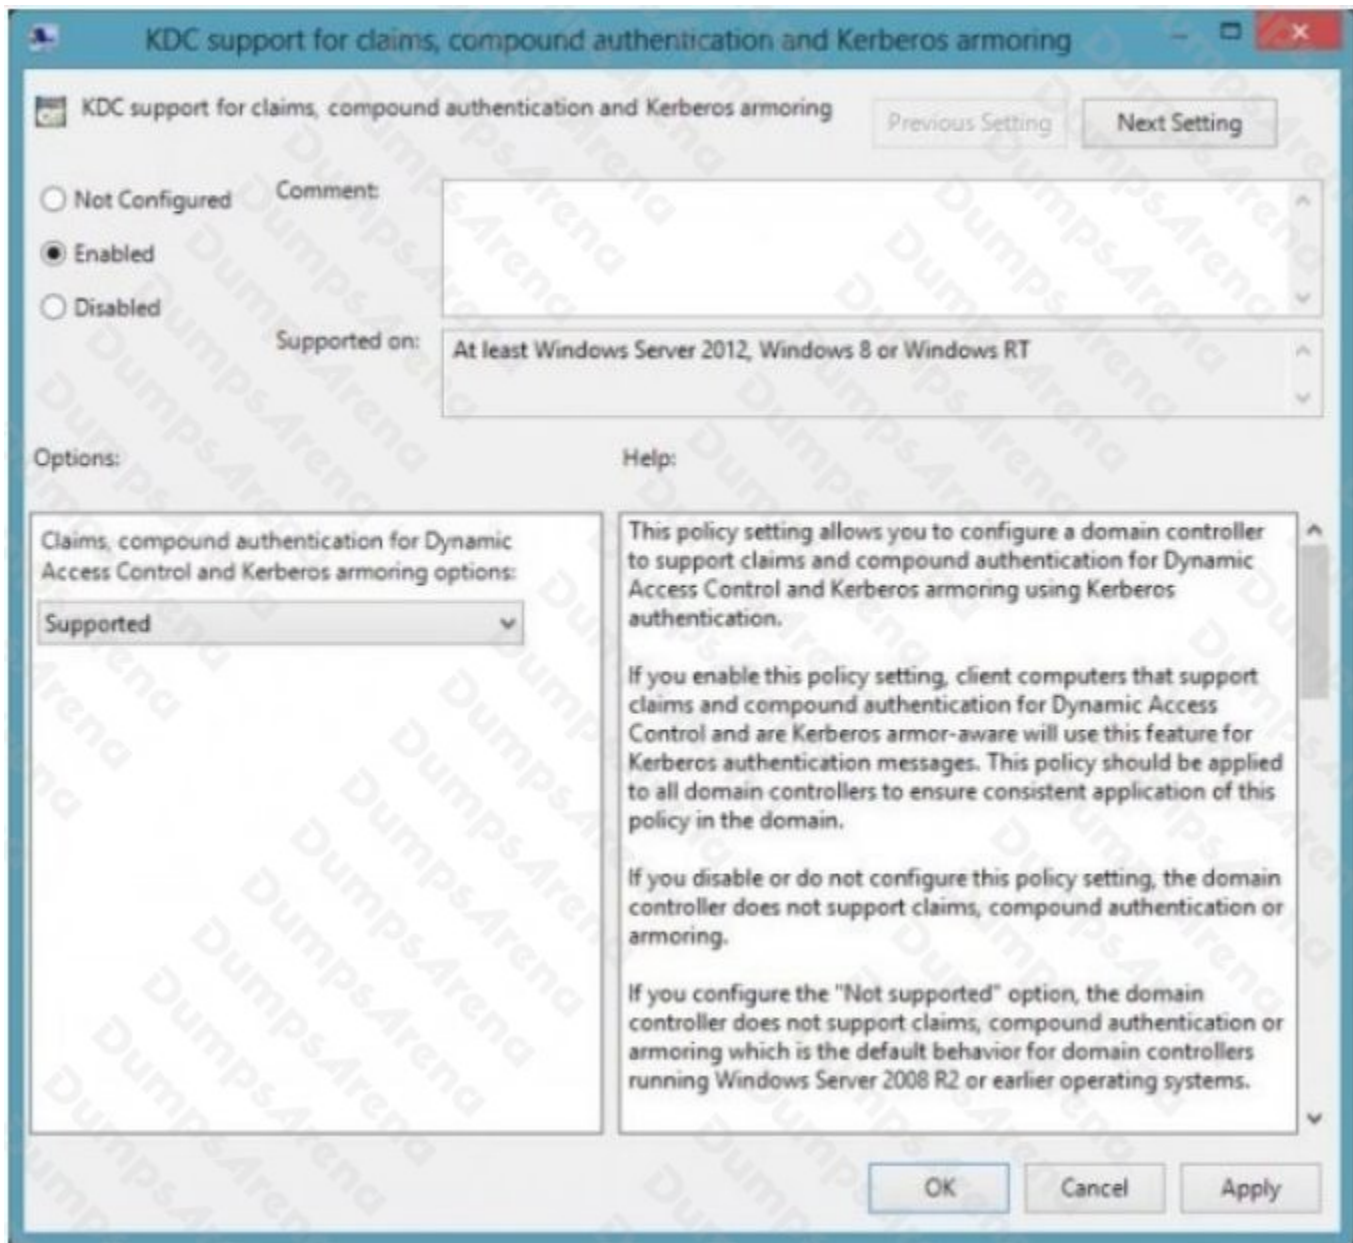 KDC support for claims, compound authentication and Kerberos armoring
KDC support for claims, compound authentication and Kerberos armoring
Previous Setting
Next Setting
Not Configured
Comment:
Enabled
Disabled
Supported on:
At least Windows Server 2012, Windows 8 or Windows RT
Options:
Help:
Claims, compound authentication for Dynamic
Access Control and Kerberos armoring options:
Supported
This policy setting allows you to configure a domain controller
to support claims and compound authentication for Dynamic
Access Control and Kerberos armoring using Kerberos
authentication.
If you enable this policy setting, client computers that support
claims and compound authentication for Dynamic Access
Control and are Kerberos armor-aware will use this feature for
Kerberos authentication messages. This policy should be applied
to all domain controllers to ensure consistent application of this
policy in the domain.
If you disable or do not configure this policy setting, the domain
controller does not support claims, compound authentication or
armoring.
If you configure the "Not supported" option, the domain
controller does not support claims, compound authentication or
armoring which is the default behavior for domain controllers
running Windows Server 2008 R2 or earlier operating systems.
OK
Cancel
Apply
DumpsArena